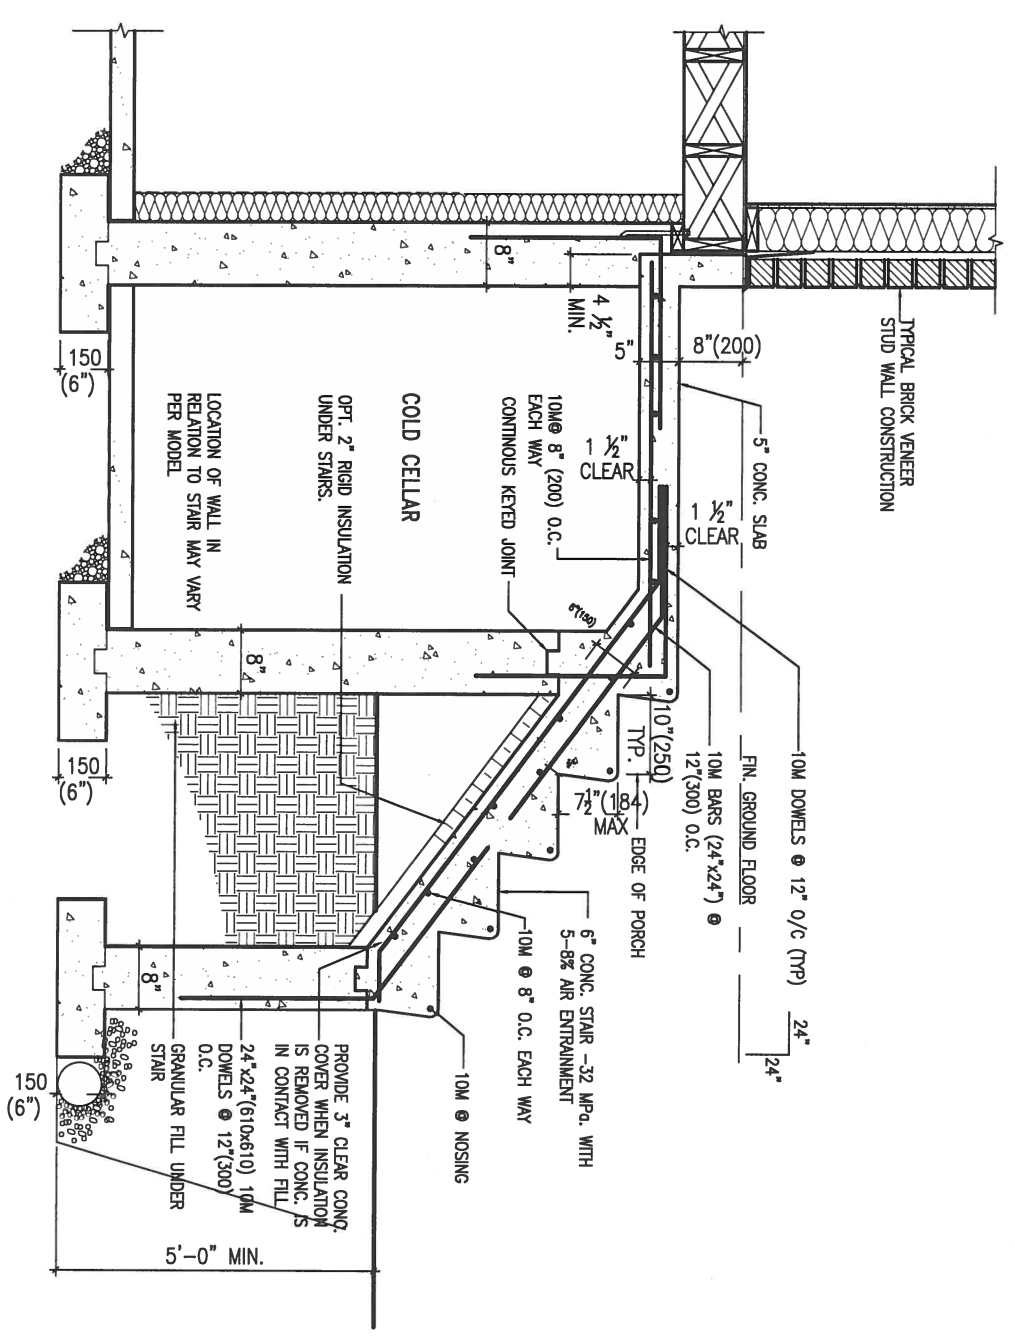 TYPICAL BRICK VENEER
STUD WALL CONSTRUCTION
8"(200)
5"
4 ½"
MIN.
8"
5" CONC. SLAB
1 ½"
CLEAR
1 ½"
CLEAR
10M@ 8" (200) O.C.
EACH WAY
CONTINOUS KEYED JOINT
COLD CELLAR
OPT. 2" RIGID INSULATION
UNDER STAIRS.
LOCATION OF WALL IN
RELATION TO STAIR MAY VARY
PER MODEL
150
(6")
10M DOWELS @ 12" O/C (TYP)
24"
24"
FIN. GROUND FLOOR
10M BARS (24"x24") @
12"(300) O.C.
6"(150)
10"(250)
TYP.
7½"(184)
MAX
EDGE OF PORCH
8"
150
(6")
6" CONC. STAIR -32 MPa. WITH
5-8% AIR ENTRAINMENT
10M @ 8" O.C. EACH WAY
10M @ NOSING
8"
PROVIDE 3" CLEAR CONC.
COVER WHEN INSULATION
IS REMOVED IF CONC. IS
IN CONTACT WITH FILL
24"x24"(610x610) 10M
DOWELS @ 12"(300)
O.C.
GRANULAR FILL UNDER
STAIR
150
(6")
5'-0" MIN.